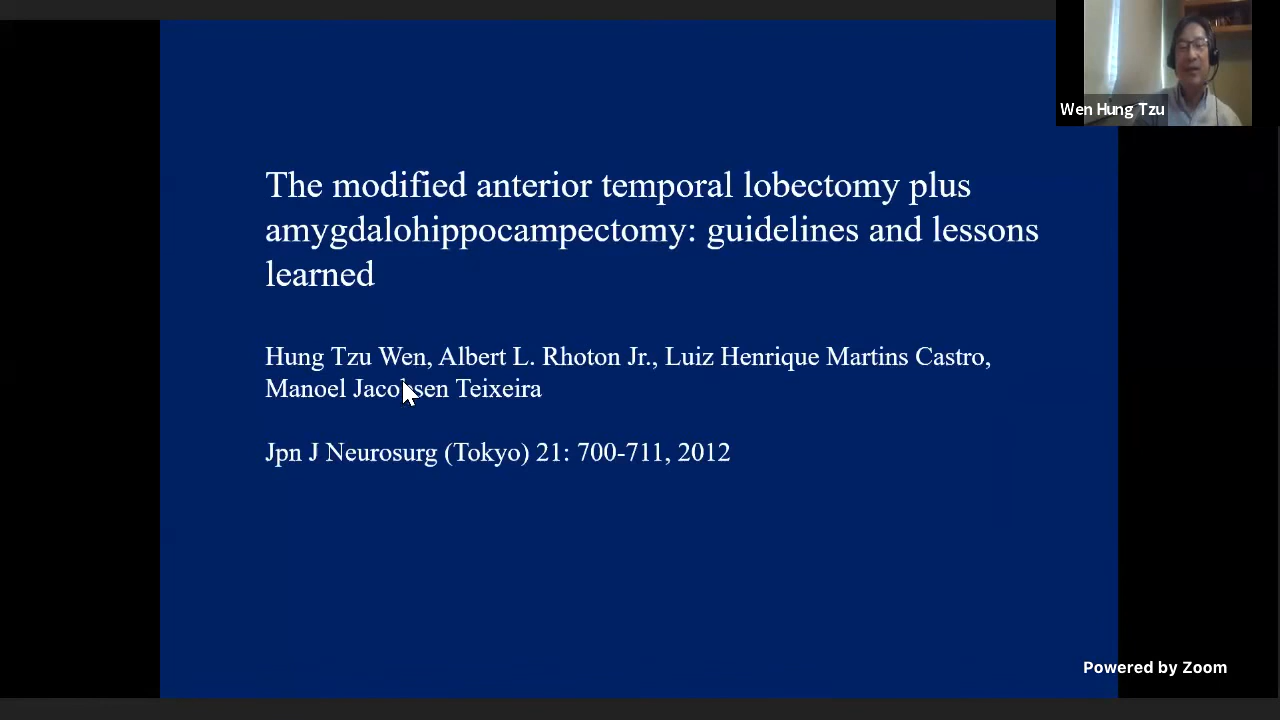 Wen Hung Tzu
The modified anterior temporal lobectomy plus
amygdalohippocampectomy: guidelines and lessons
learned
Hung Tzu Wen, Albert L. Rhoton Jr., Luiz Henrique Martins Castro,
Manoel Jacobsen Teixeira
Jpn J Neurosurg (Tokyo) 21: 700-711, 2012
Powered by Zoom